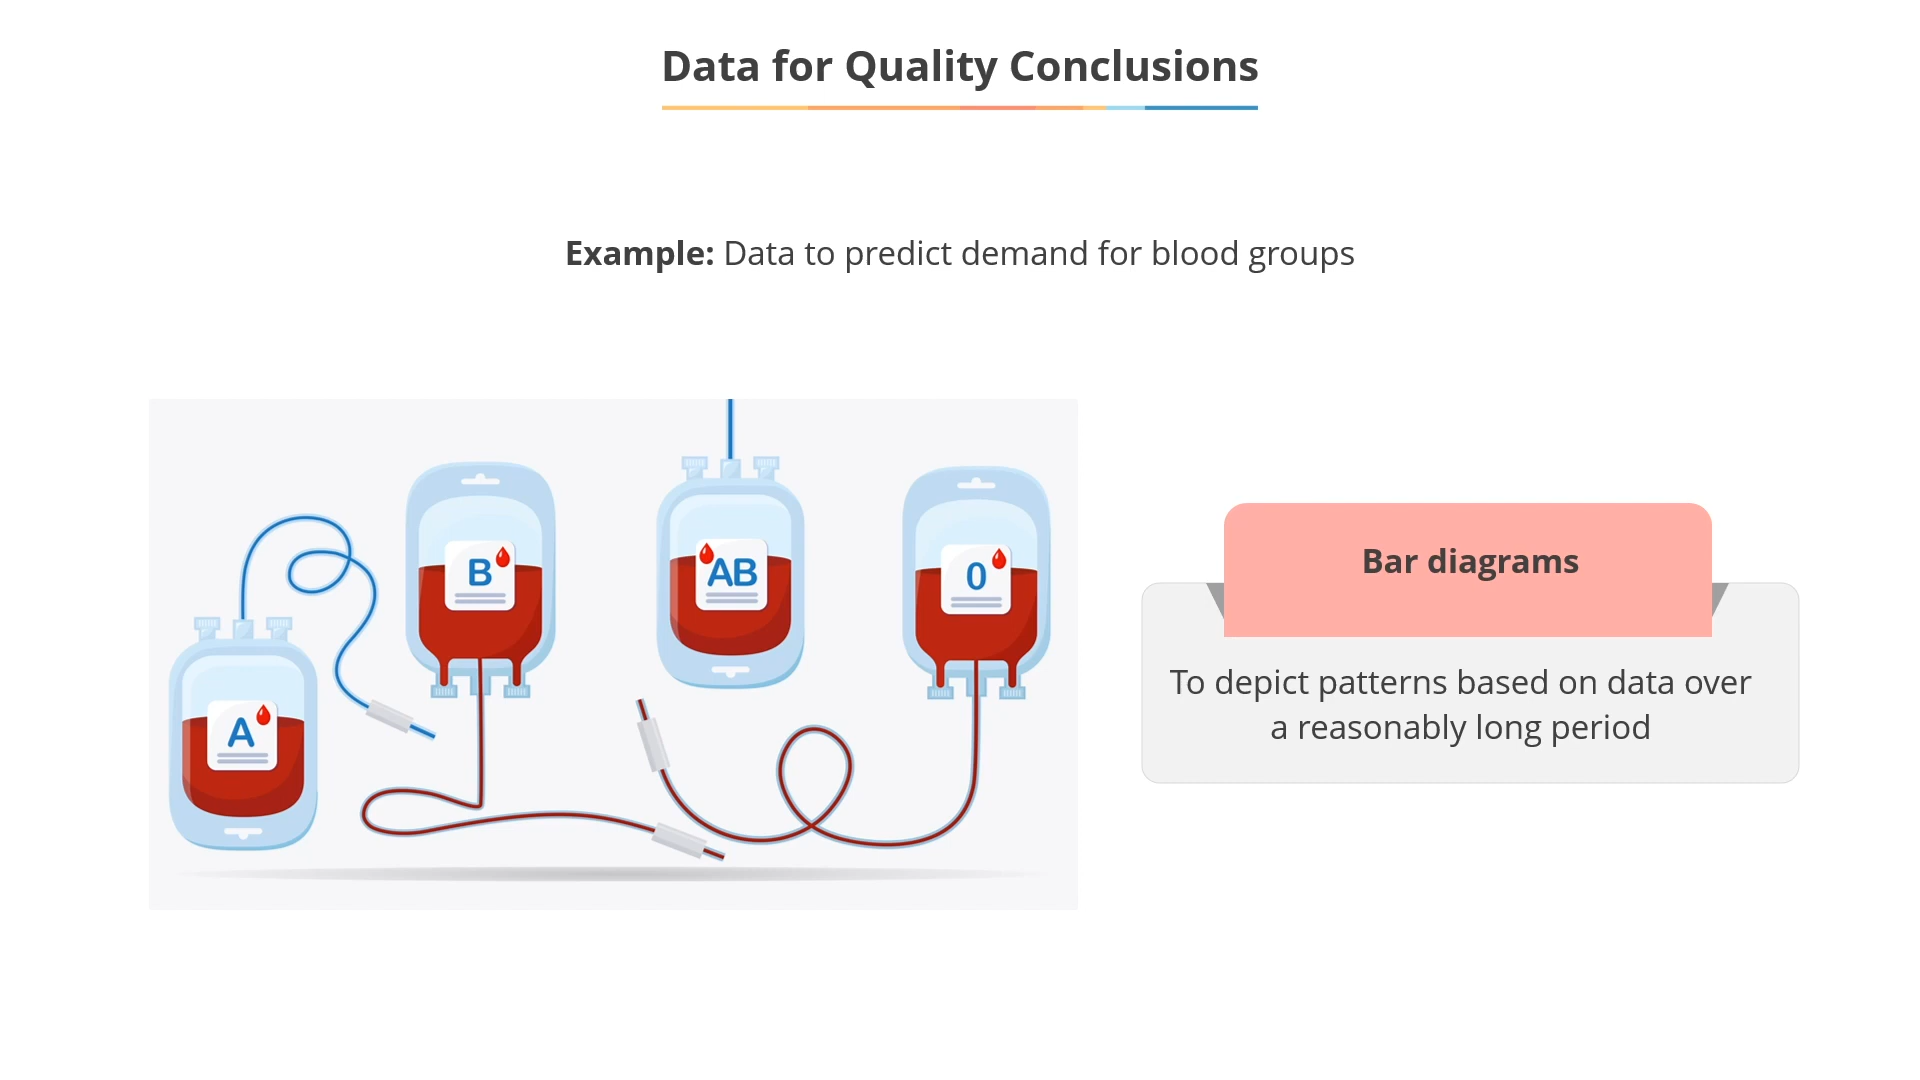 Data for Quality Conclusions
Example: Data to predict demand for blood groups
B
AB
0
A
Bar diagrams
To depict patterns based on data over
a reasonably long period